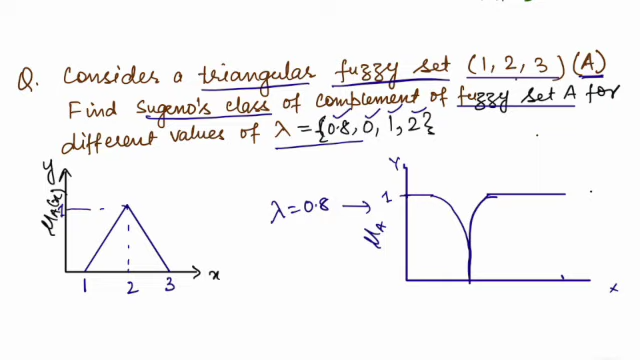 Q. Consides a triangular fuzzy set (1, 2, 3) (A)
Find Sugeno's class of complement of fuzzy set A for
different values of λ = {0.8, 0, 1, 2}
y
μA(x)
1
1 2 3
x
λ = 0.8 →
Y
1
μA
x